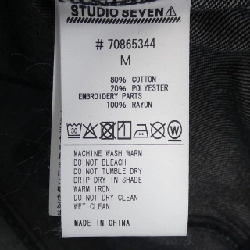 STUDIO SEVEN
# 70865344
M
80% COTTON
20% POLYESTER
EMBROIDERY PARTS
100% RAYON
MACHINE WASH WARM
DO NOT BLEACH
DO NOT TUMBLE DRY
DRIP DRY IN SHADE
WARM IRON
DO NOT DRY CLEAN
WET CLEAN
MADE IN CHINA